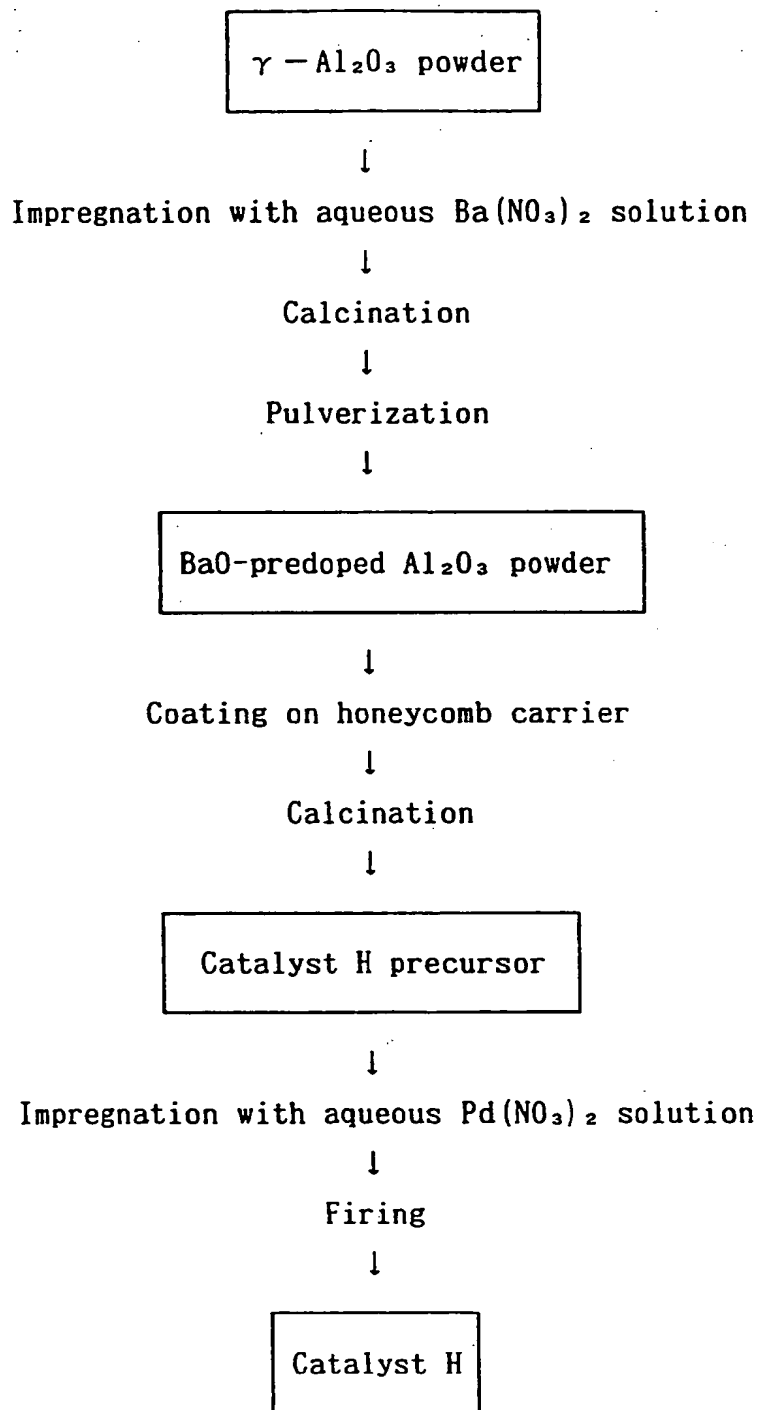 γ-Al₂O₃ powder
↓
Impregnation with aqueous Ba(NO₃)₂ solution
↓
Calcination
↓
Pulverization
↓
BaO-predoped Al₂O₃ powder
↓
Coating on honeycomb carrier
↓
Calcination
↓
Catalyst H precursor
↓
Impregnation with aqueous Pd(NO₃)₂ solution
↓
Firing
↓
Catalyst H